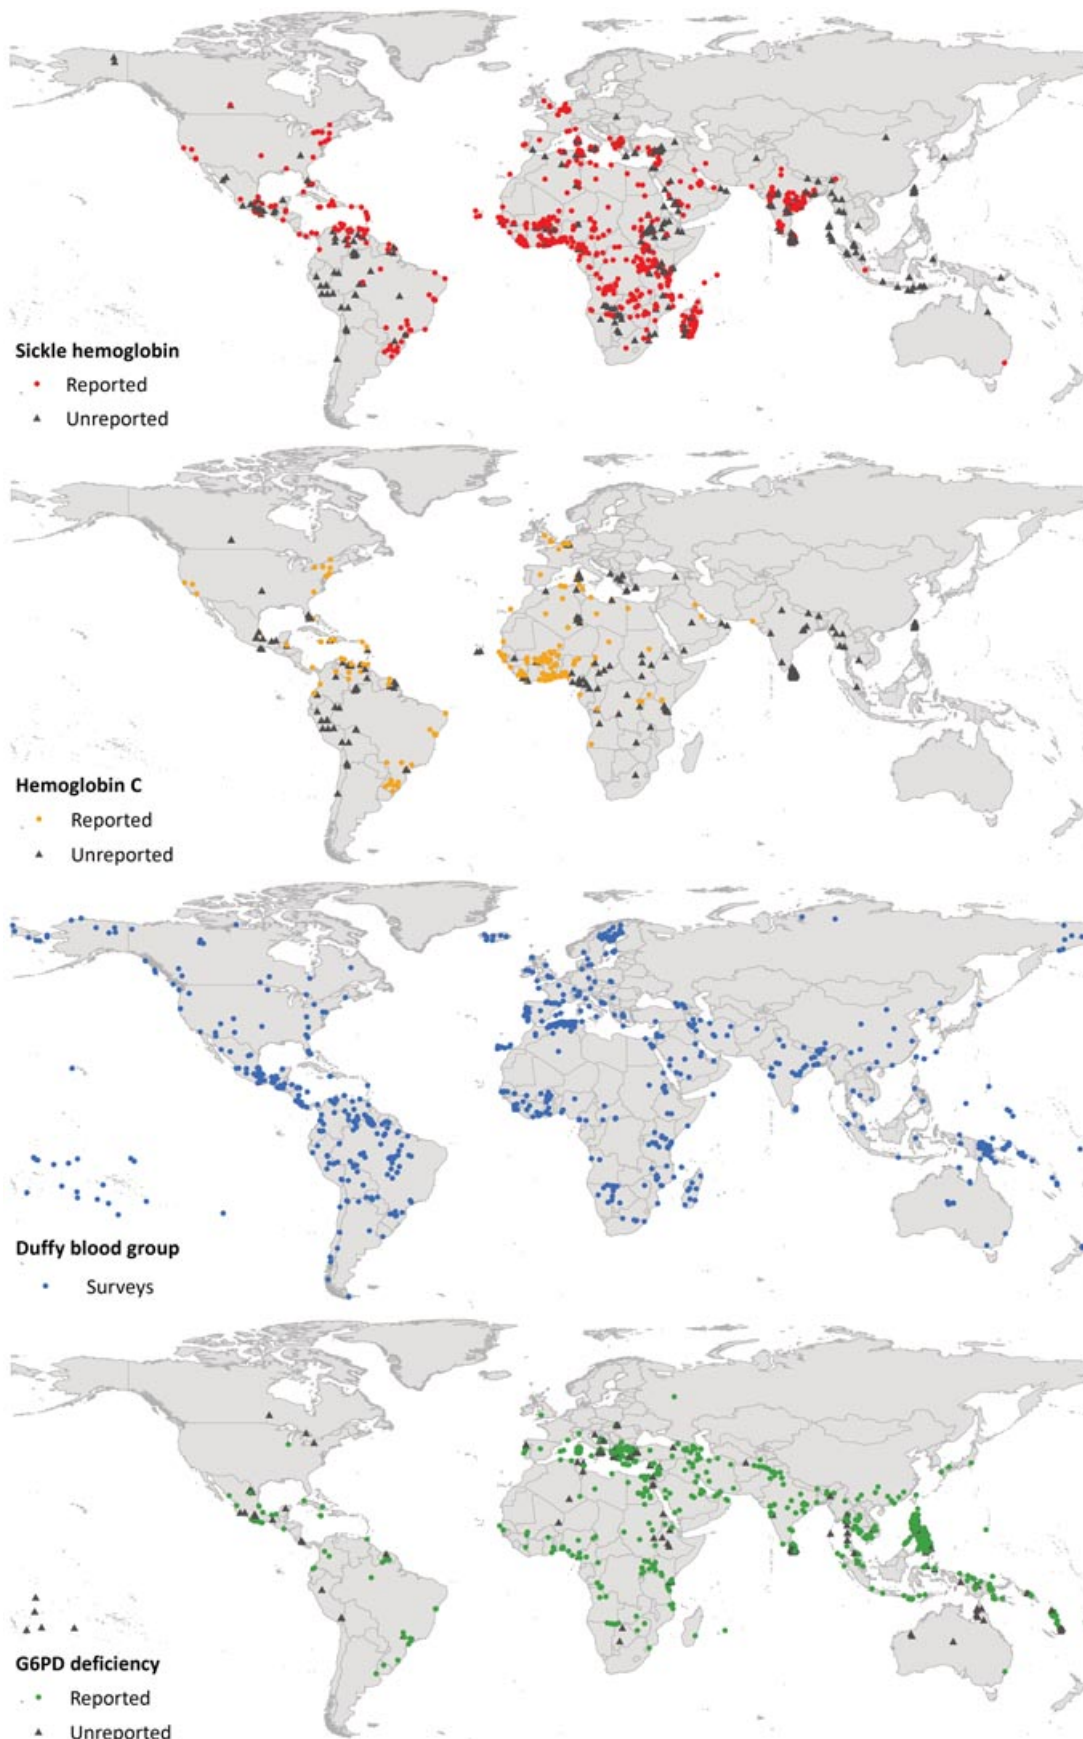 Sickle hemoglobin
Reported
Unreported
Hemoglobin C
Reported
Unreported
Duffy blood group
Surveys
G6PD deficiency
Reported
Unreported